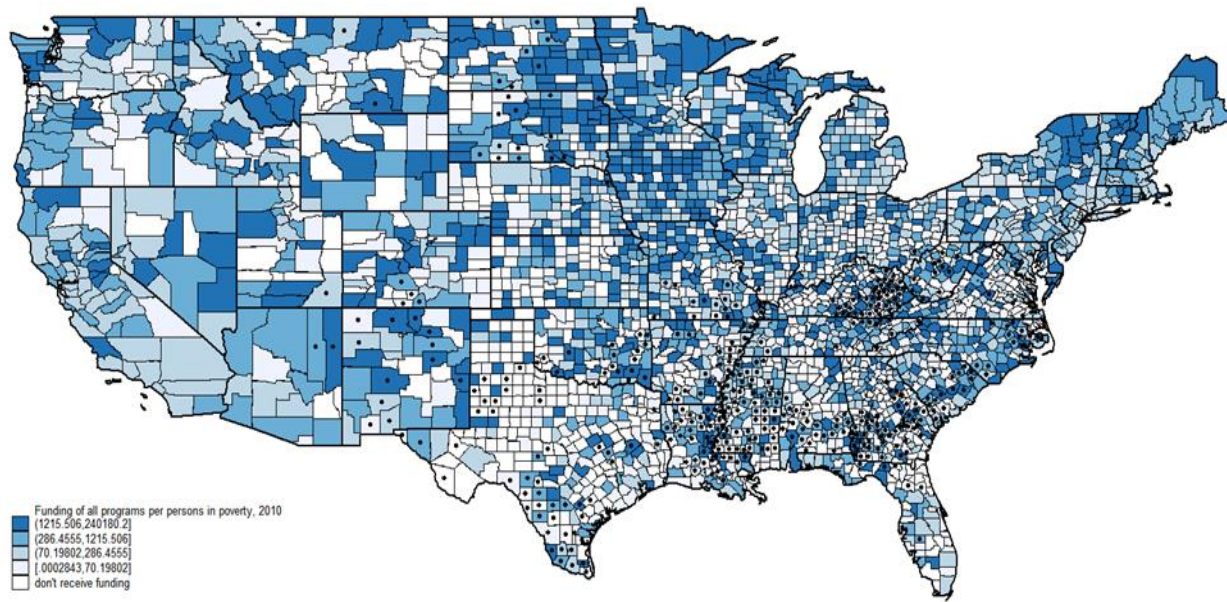 Funding of all programs per persons in poverty, 2010
(1215.506,240180.2]
(286.4555,1215.506]
(70.19802,286.4555]
[.0002843,70.19802]
don't receive funding